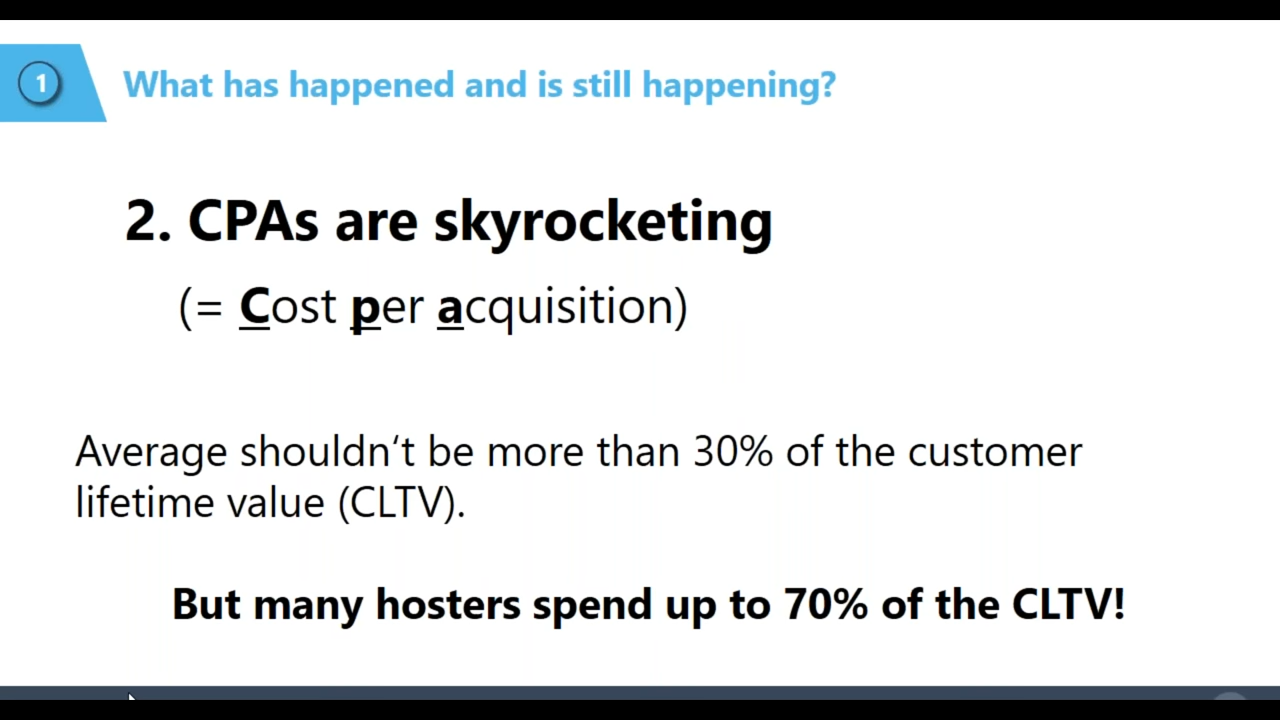 1
What has happened and is still happening?
2. CPAs are skyrocketing
(= Cost per acquisition)
Average shouldn‘t be more than 30% of the customer
lifetime value (CLTV).
But many hosters spend up to 70% of the CLTV!